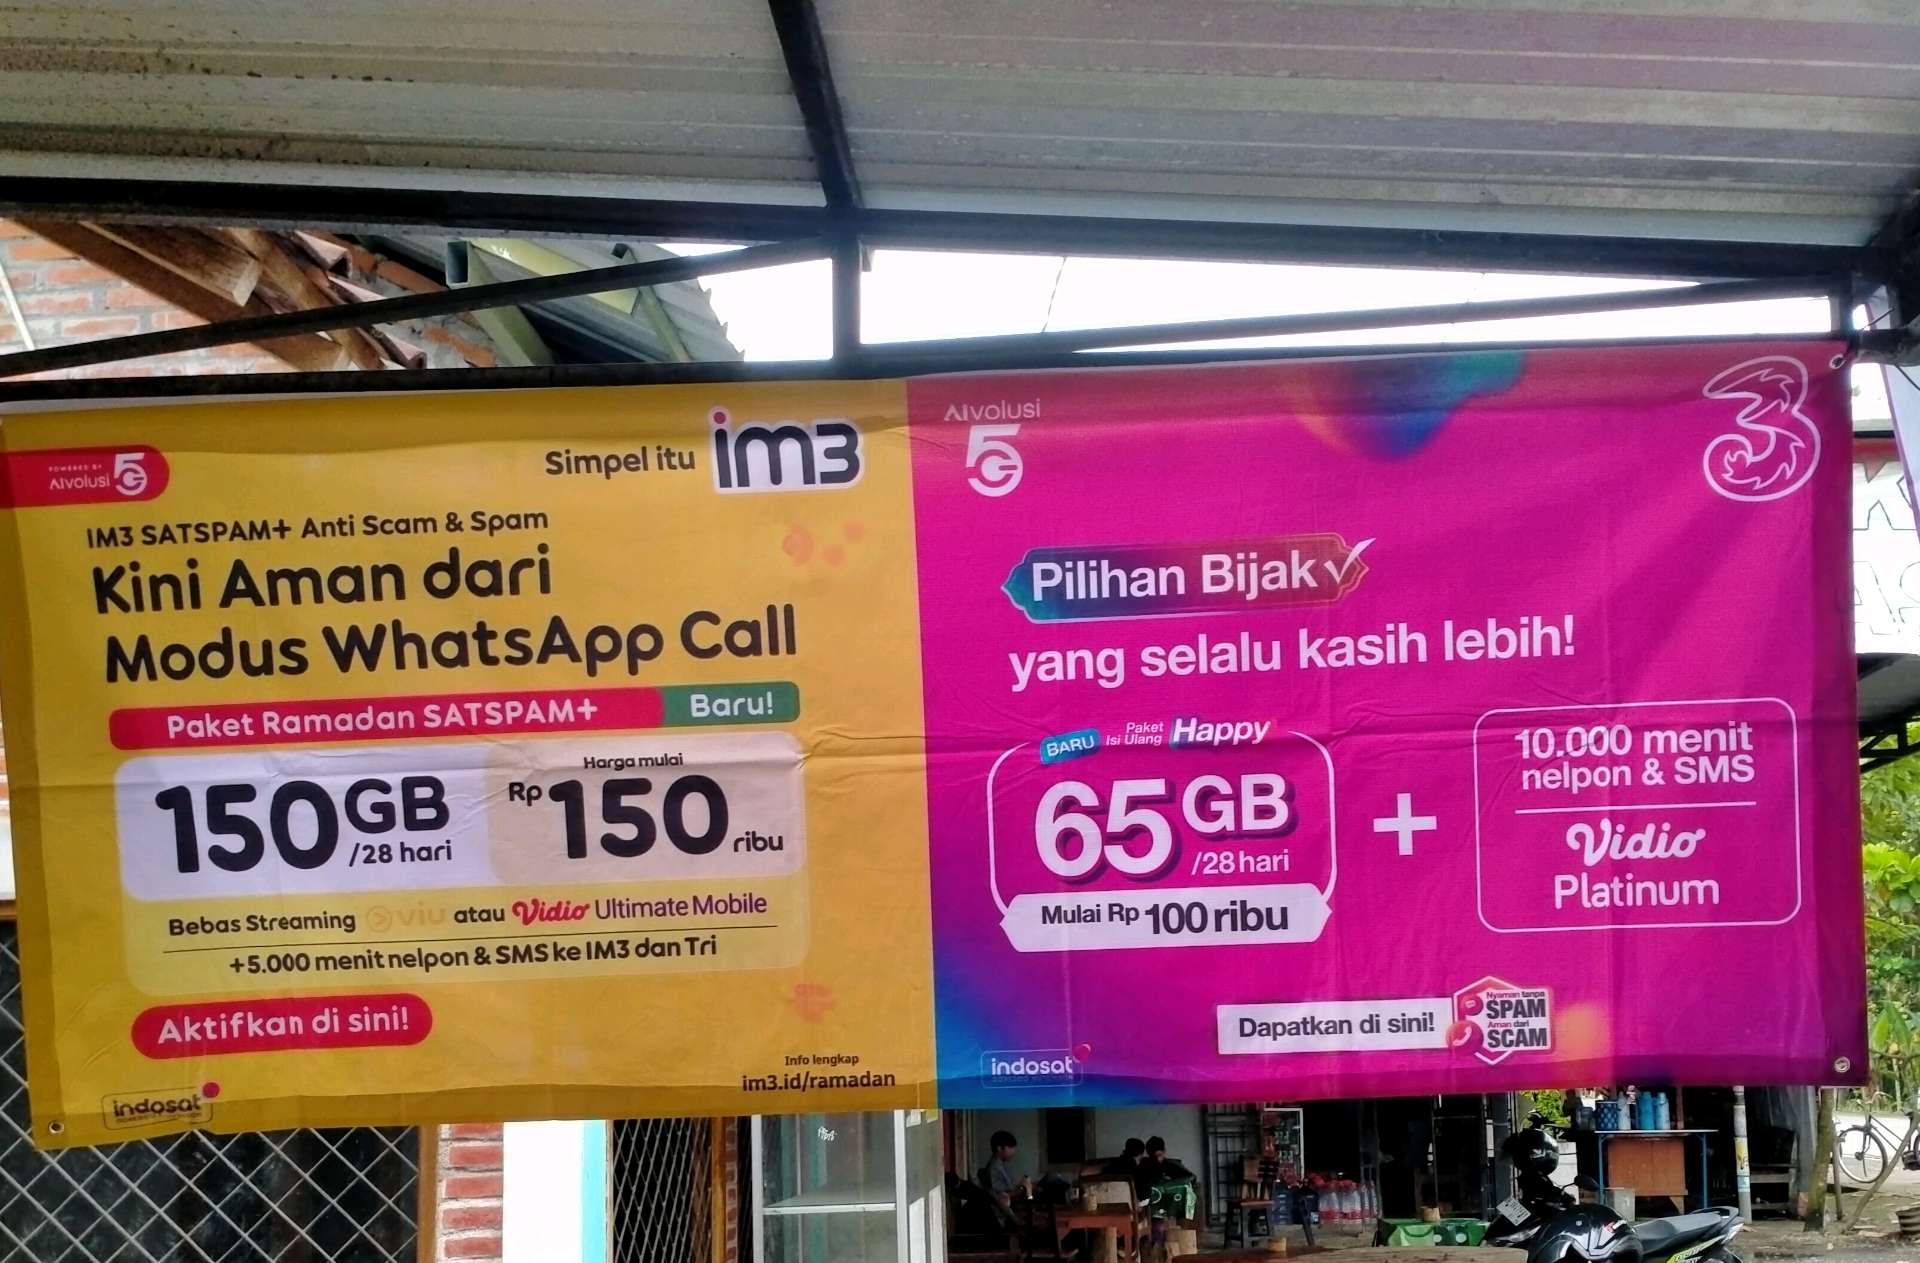 POWERED BY
AIvolusi 5G
Simpel itu im3
IM3 SATSPAM+ Anti Scam & Spam
Kini Aman dari
Modus WhatsApp Call
Paket Ramadan SATSPAM+ Baru!
150GB
/28 hari
Harga mulai
Rp 150 ribu
Bebas Streaming viu atau Vidio Ultimate Mobile
+5.000 menit nelpon & SMS ke IM3 dan Tri
Aktifkan di sini!
Info lengkap
im3.id/ramadan
indosat
AIvolusi
5G
3
Pilihan Bijak
yang selalu kasih lebih!
BARU Paket Isi Ulang Happy
65GB
/28 hari
Mulai Rp 100 ribu
+
10.000 menit
nelpon & SMS
Vidio
Platinum
Dapatkan di sini!
Nyaman tanpa
SPAM
Aman dari
SCAM
indosat